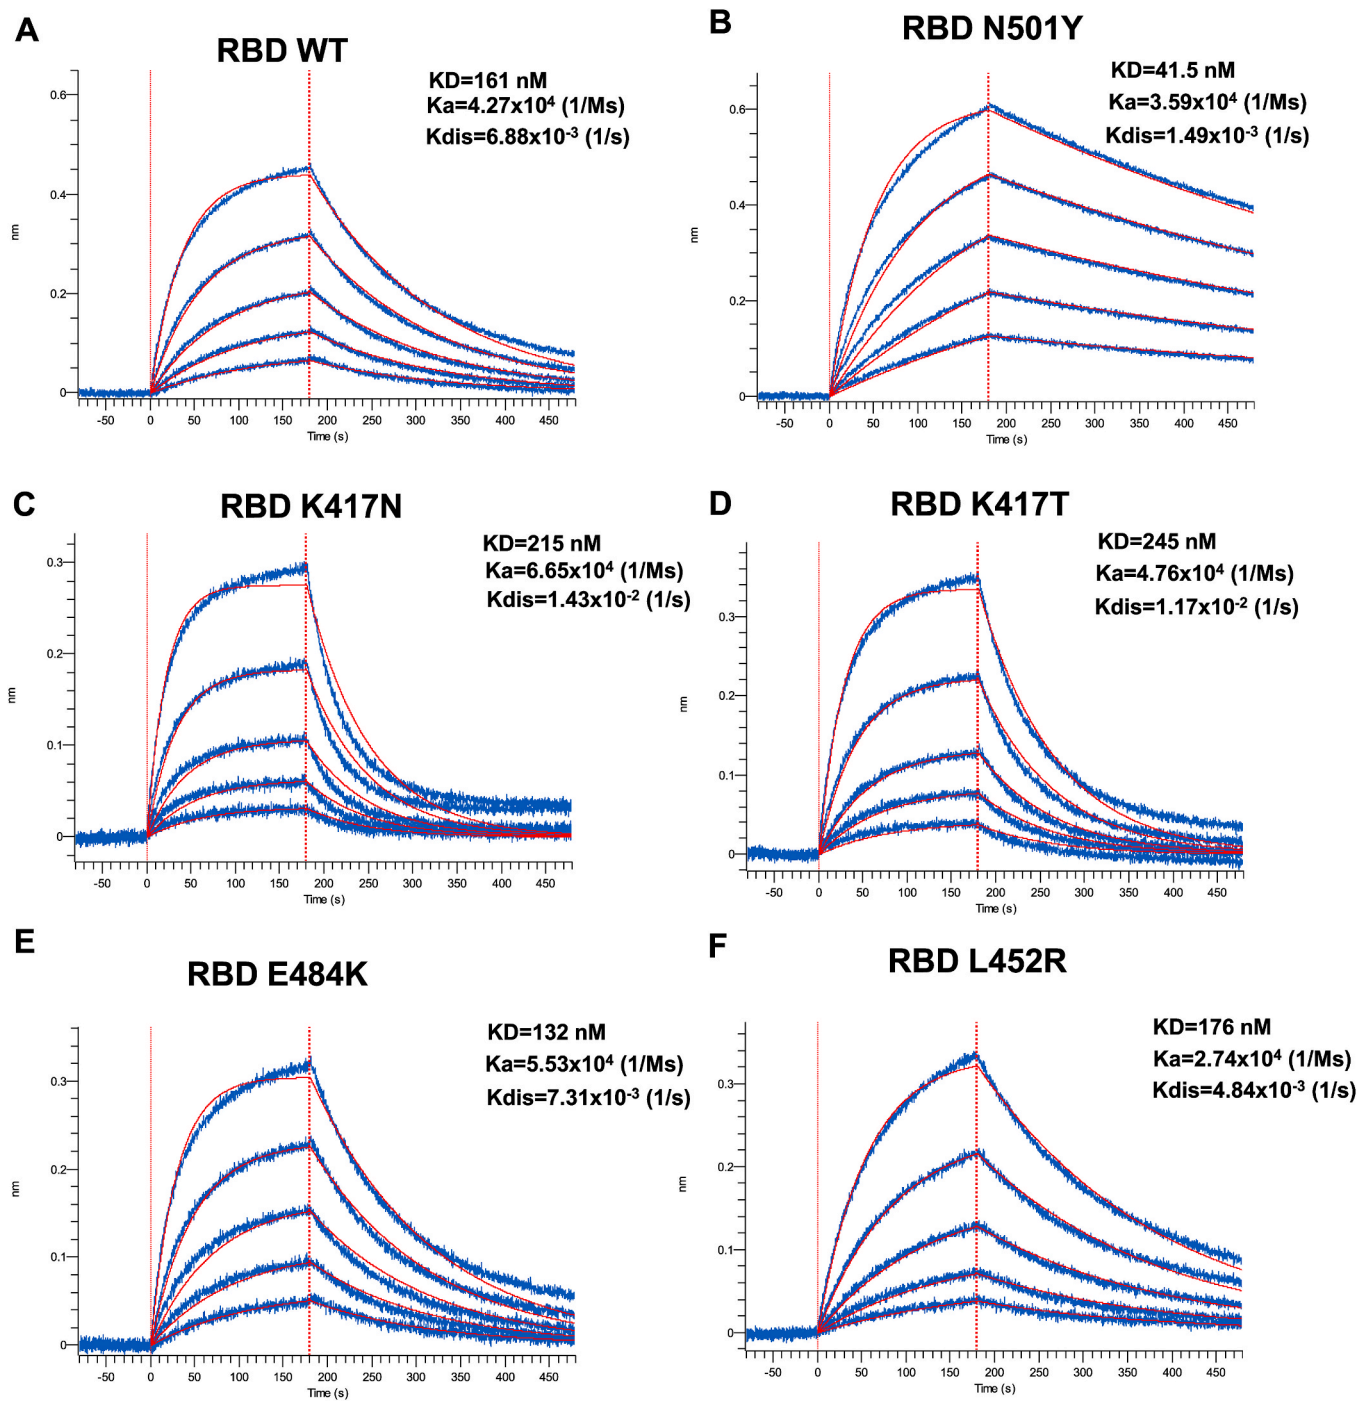 A
RBD WT
KD=161 nM
Ka=4.27x10⁴ (1/Ms)
Kdis=6.88x10⁻³ (1/s)
0.6
0.4
0.2
0
nm
-50 0 50 100 150 200 250 300 350 400 450
Time (s)
B
RBD N501Y
KD=41.5 nM
Ka=3.59x10⁴ (1/Ms)
Kdis=1.49x10⁻³ (1/s)
0.6
0.4
0.2
0
nm
-50 0 50 100 150 200 250 300 350 400 450
Time (s)
C
RBD K417N
KD=215 nM
Ka=6.65x10⁴ (1/Ms)
Kdis=1.43x10⁻² (1/s)
0.3
0.2
0.1
0
nm
-50 0 50 100 150 200 250 300 350 400 450
Time (s)
D
RBD K417T
KD=245 nM
Ka=4.76x10⁴ (1/Ms)
Kdis=1.17x10⁻² (1/s)
0.3
0.2
0.1
0
nm
-50 0 50 100 150 200 250 300 350 400 450
Time (s)
E
RBD E484K
KD=132 nM
Ka=5.53x10⁴ (1/Ms)
Kdis=7.31x10⁻³ (1/s)
0.3
0.2
0.1
0
nm
-50 0 50 100 150 200 250 300 350 400 450
Time (s)
F
RBD L452R
KD=176 nM
Ka=2.74x10⁴ (1/Ms)
Kdis=4.84x10⁻³ (1/s)
0.3
0.2
0.1
0
nm
-50 0 50 100 150 200 250 300 350 400 450
Time (s)